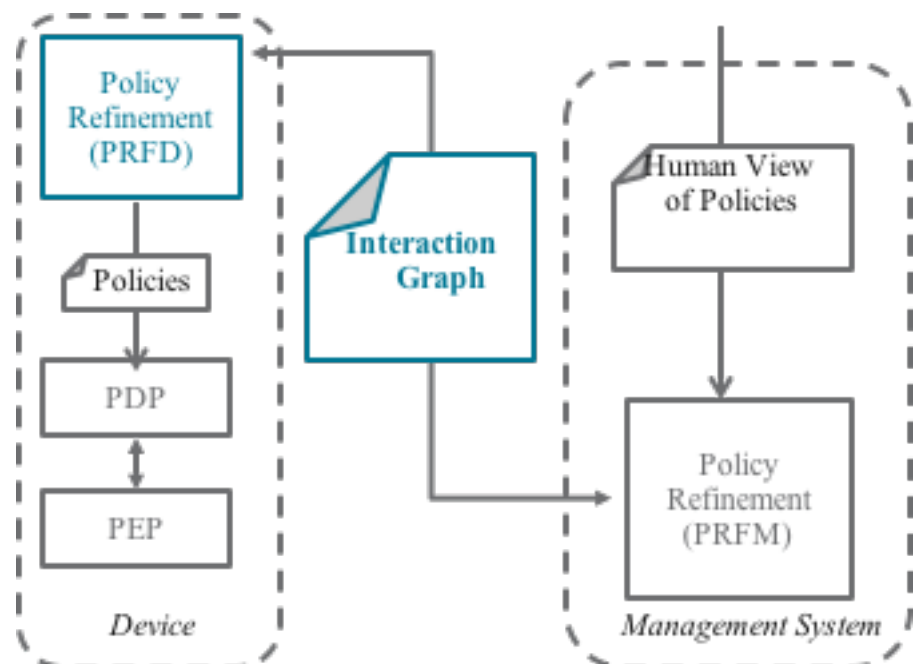 Policy
Refinement
(PRFD)
Policies
PDP
PEP
Device
Interaction
Graph
Human View
of Policies
Policy
Refinement
(PRFM)
Management System